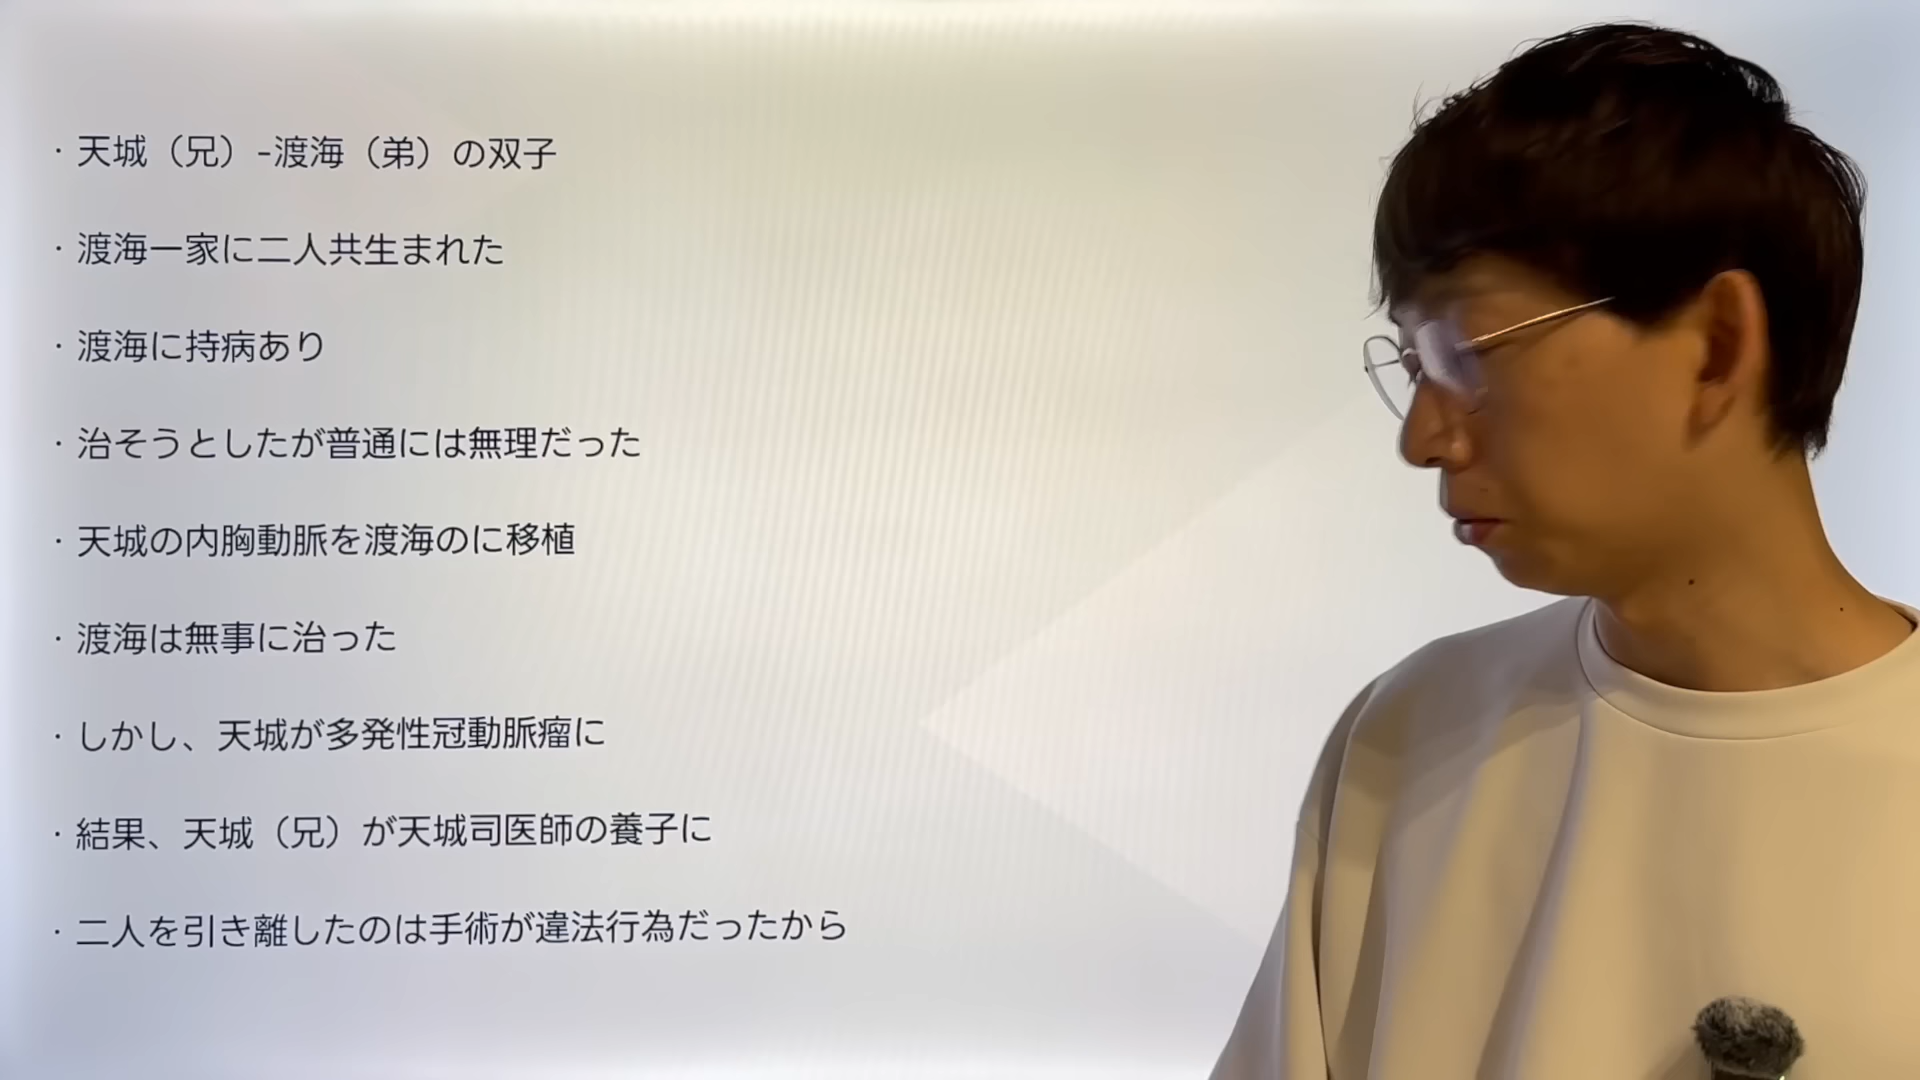 ・天城（兄）-渡海（弟）の双子
・渡海一家に二人共生まれた
・渡海に持病あり
・治そうとしたが普通には無理だった
・天城の内胸動脈を渡海のに移植
・渡海は無事に治った
・しかし、天城が多発性冠動脈瘤に
・結果、天城（兄）が天城司医師の養子に
・二人を引き離したのは手術が違法行為だったから